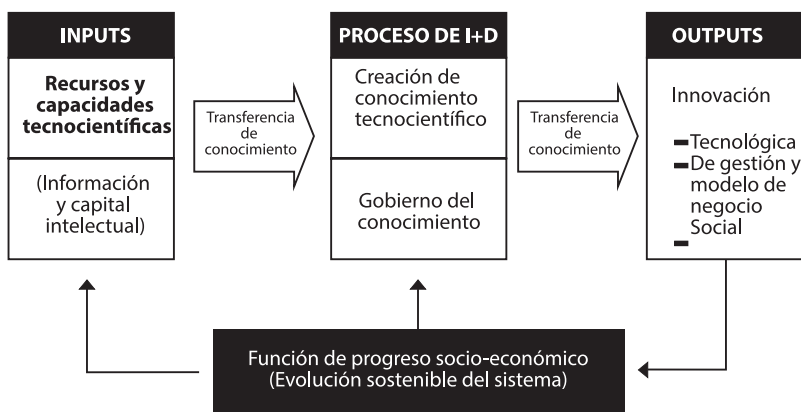 INPUTS
Recursos y
capacidades
tecnocientíficas
(Información
y capital
intelectual)
Transferencia
de
conocimiento
PROCESO DE I+D
Creación de
conocimiento
tecnocientífico
Gobierno del
conocimiento
Transferencia
de
conocimiento
OUTPUTS
Innovación
Tecnológica
De gestión y
modelo de
negocio
Social
Función de progreso socio-económico
(Evolución sostenible del sistema)